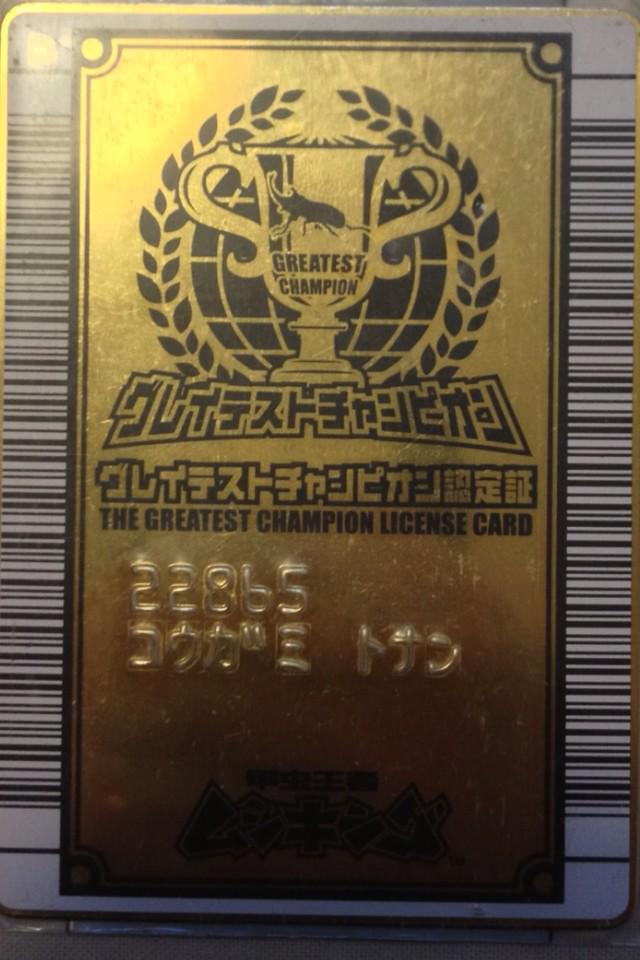 GREATEST
CHAMPION
グレイテストチャンピオン
グレイテストチャンピオン認定証
THE GREATEST CHAMPION LICENSE CARD
22865
コウガミ トナン
甲虫王者
ムシキング
TM